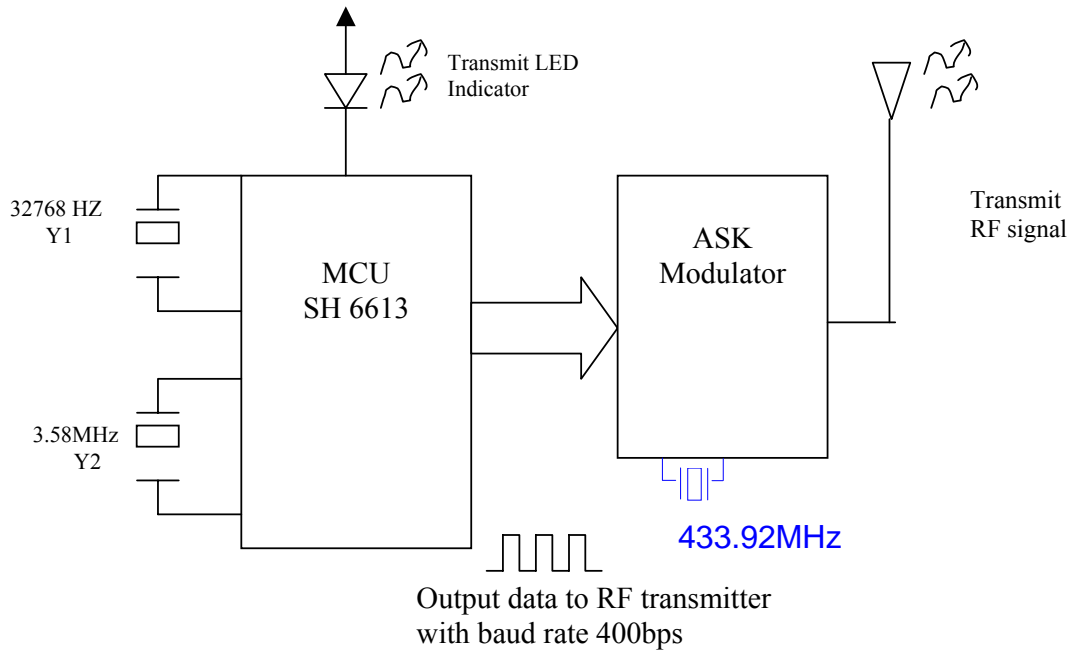 Transmit LED
Indicator
32768 HZ
Y1
MCU
SH 6613
ASK
Modulator
Transmit
RF signal
3.58MHz
Y2
433.92MHz
Output data to RF transmitter
with baud rate 400bps